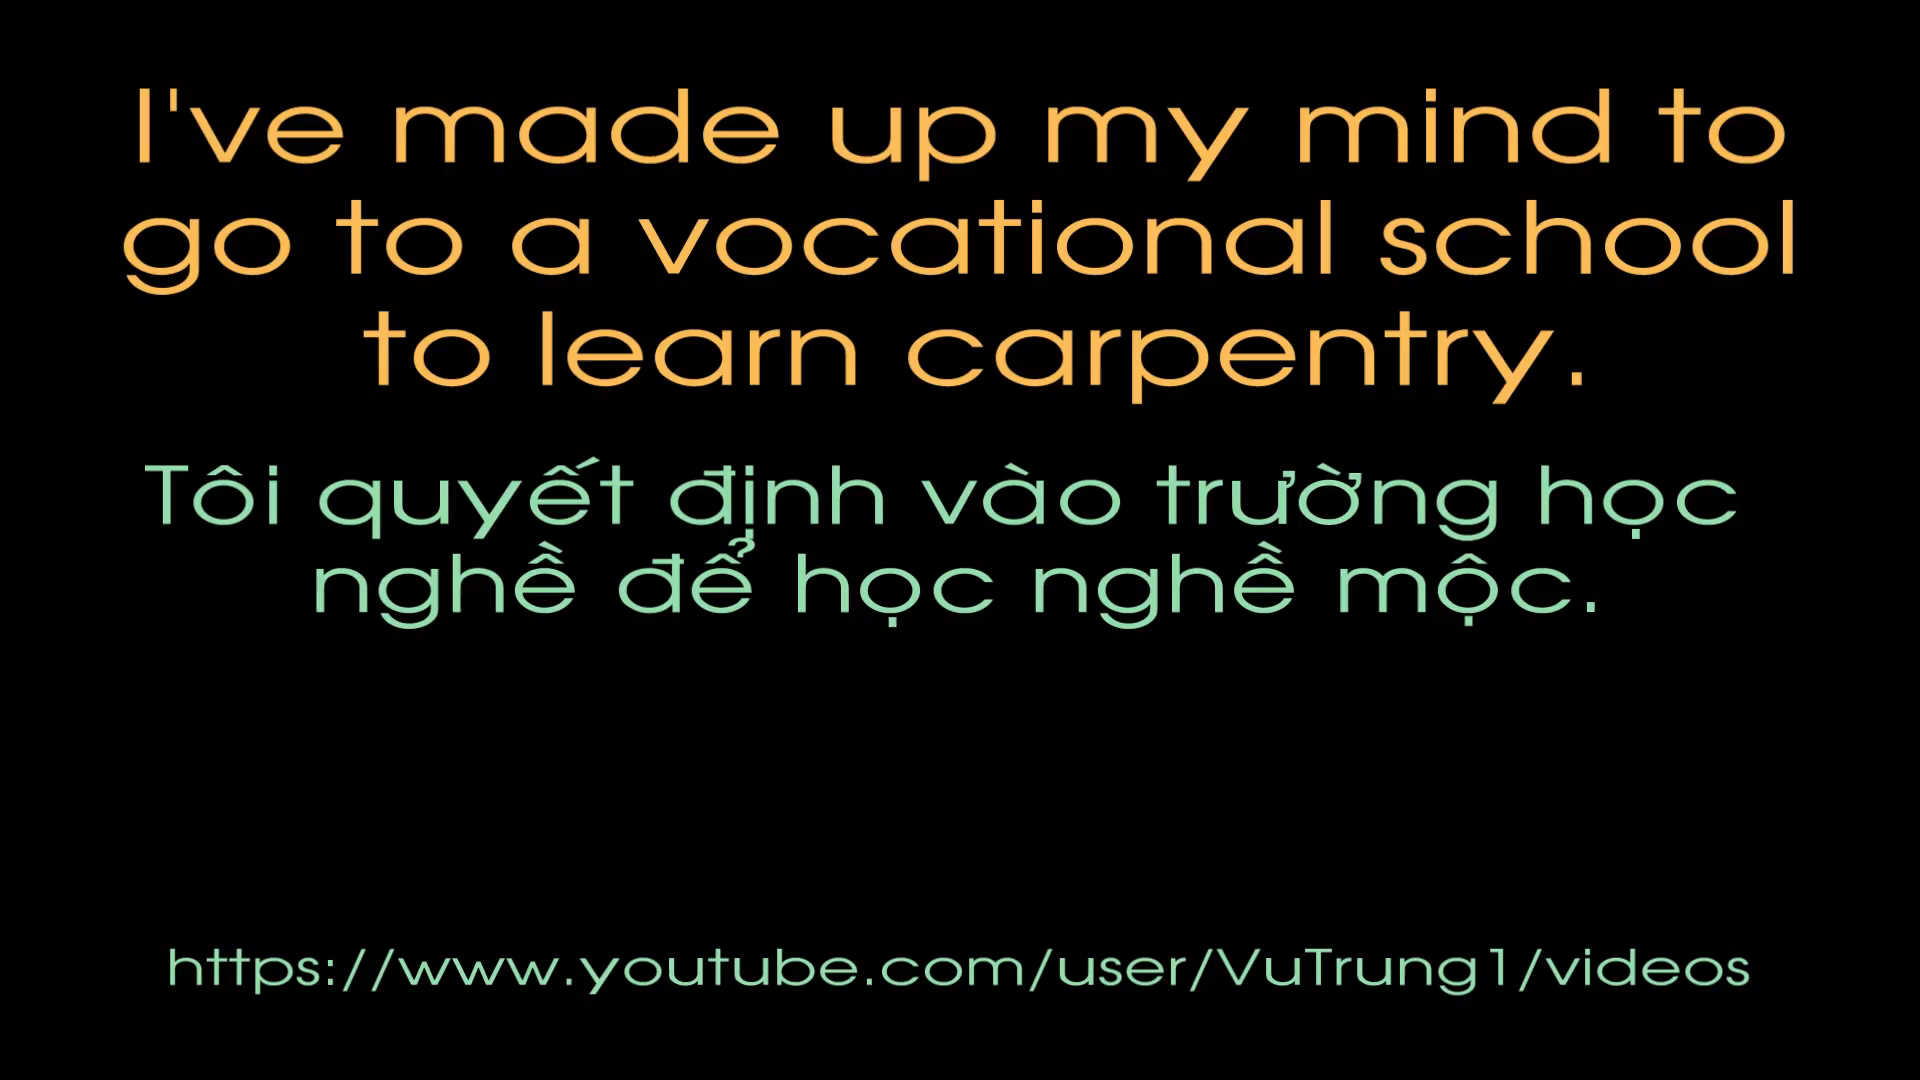 I've made up my mind to
go to a vocational school
to learn carpentry.
Tôi quyết định vào trường học
nghề để học nghề mộc.
https://www.youtube.com/user/VuTrung1/videos